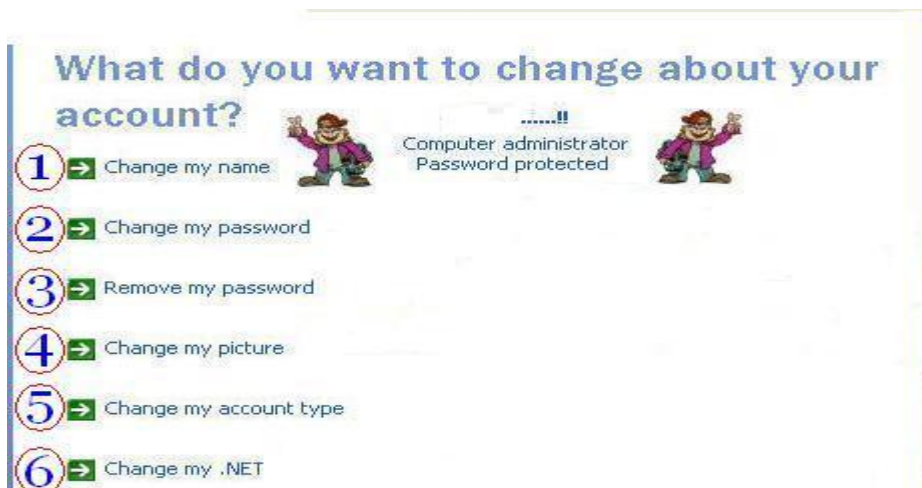 What do you want to change about your
account?
......!!
Computer administrator
Password protected
1 Change my name
2 Change my password
3 Remove my password
4 Change my picture
5 Change my account type
6 Change my .NET